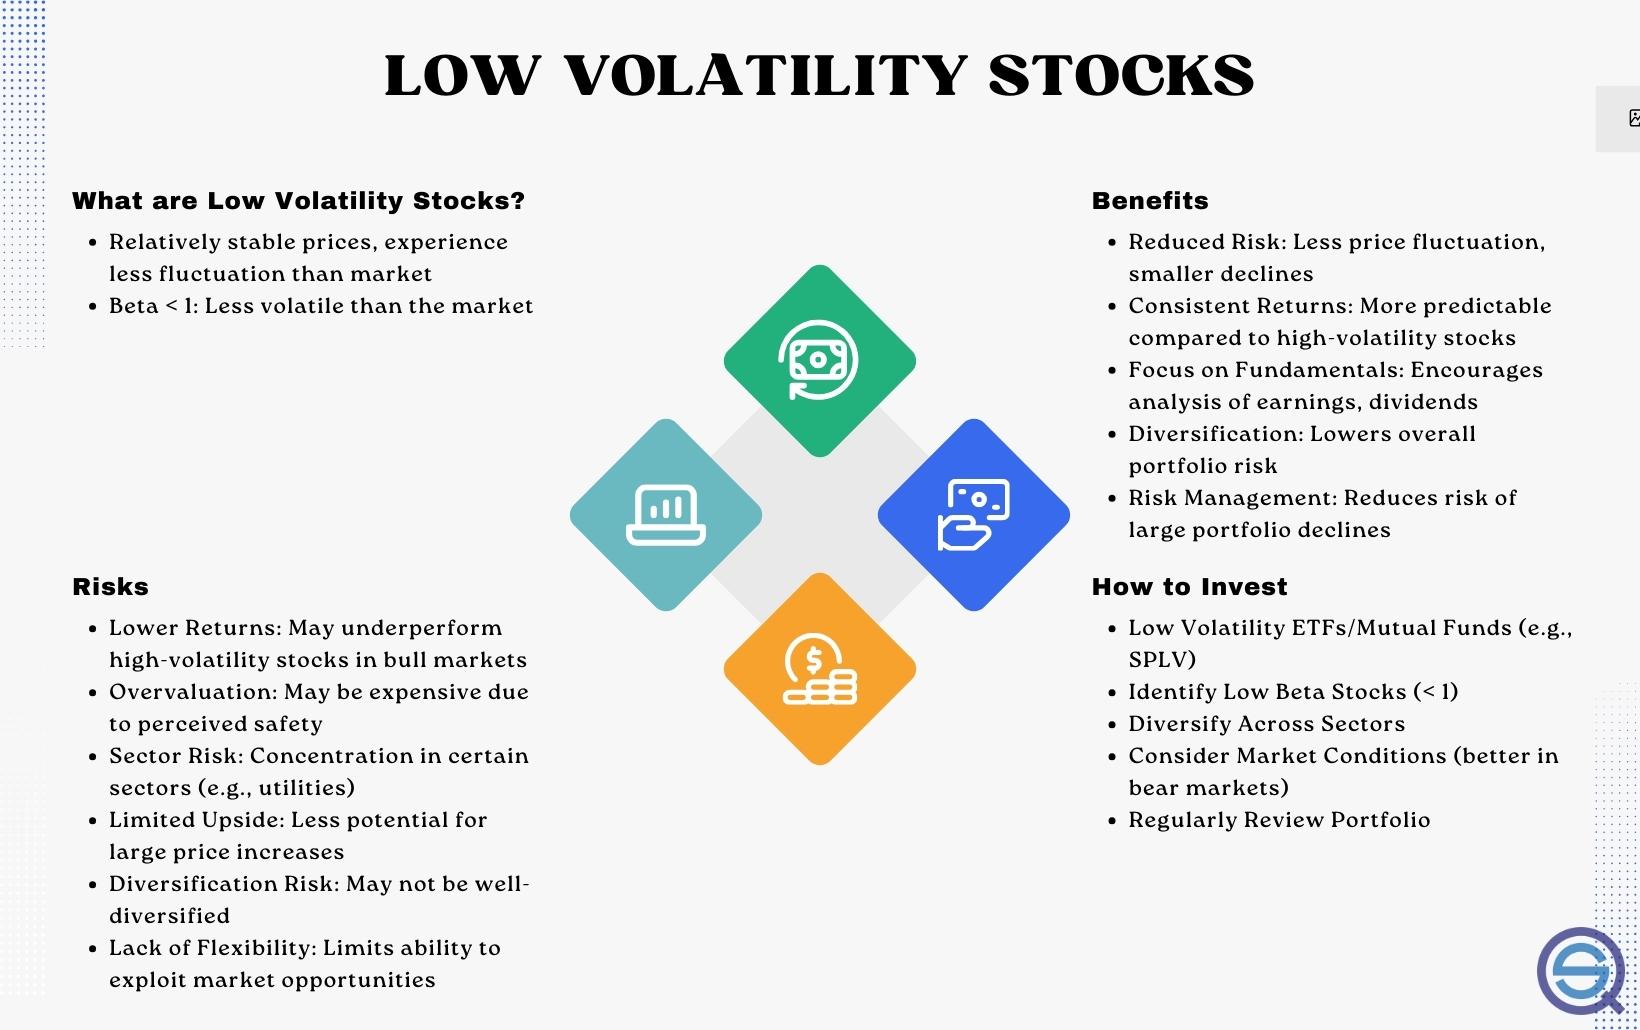 LOW VOLATILITY STOCKS
What are Low Volatility Stocks?
• Relatively stable prices, experience
less fluctuation than market
• Beta < 1: Less volatile than the market
Benefits
• Reduced Risk: Less price fluctuation,
smaller declines
• Consistent Returns: More predictable
compared to high-volatility stocks
• Focus on Fundamentals: Encourages
analysis of earnings, dividends
• Diversification: Lowers overall
portfolio risk
• Risk Management: Reduces risk of
large portfolio declines
Risks
• Lower Returns: May underperform
high-volatility stocks in bull markets
• Overvaluation: May be expensive due
to perceived safety
• Sector Risk: Concentration in certain
sectors (e.g., utilities)
• Limited Upside: Less potential for
large price increases
• Diversification Risk: May not be well-
diversified
• Lack of Flexibility: Limits ability to
exploit market opportunities
How to Invest
• Low Volatility ETFs/Mutual Funds (e.g.,
SPLV)
• Identify Low Beta Stocks (< 1)
• Diversify Across Sectors
• Consider Market Conditions (better in
bear markets)
• Regularly Review Portfolio